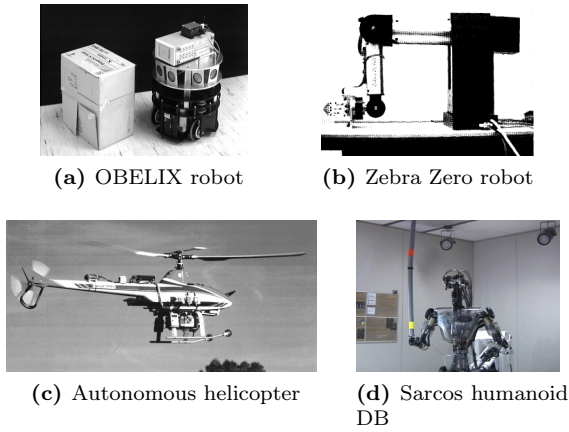 (a) OBELIX robot
(b) Zebra Zero robot
(c) Autonomous helicopter
(d) Sarcos humanoid
DB